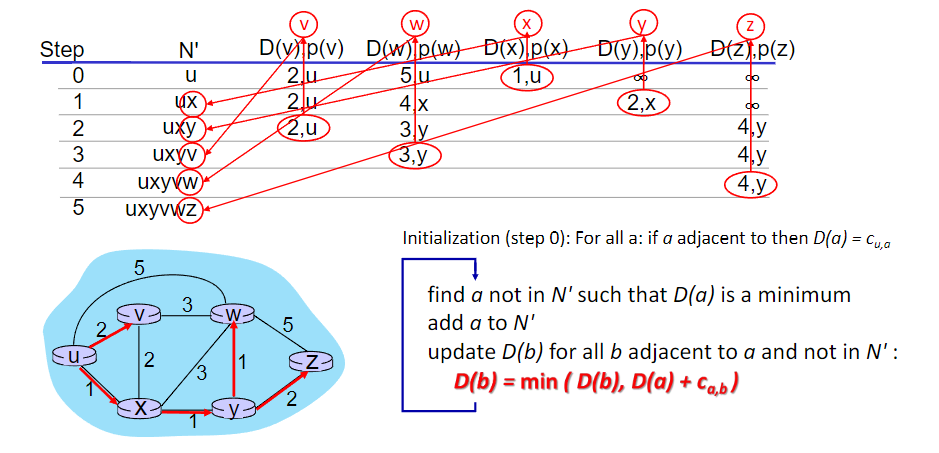 v w x y z
Step N' D(v),p(v) D(w),p(w) D(x),p(x) D(y),p(y) D(z),p(z)
0 u 2,u 5,u 1,u ∞ ∞
1 ux 2,u 4,x 2,x ∞
2 uxy 2,u 3,y 4,y
3 uxyv 3,y 4,y
4 uxyvw 4,y
5 uxyvwz
Initialization (step 0): For all a: if a adjacent to then D(a) = cu,a
find a not in N' such that D(a) is a minimum
add a to N'
update D(b) for all b adjacent to a and not in N' :
D(b) = min ( D(b), D(a) + ca,b )
5
v 3 w
2 5
u 2 3 1 z
1 2
x 1 y